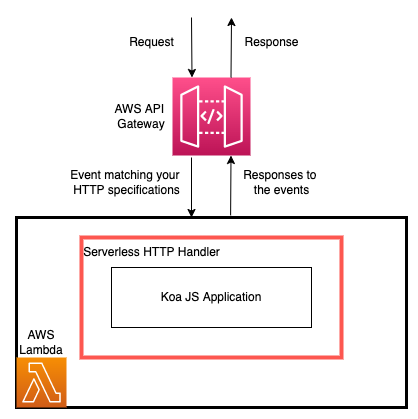 Request
Response
AWS API
Gateway
</>
Event matching your
HTTP specifications
Responses to
the events
Serverless HTTP Handler
Koa JS Application
AWS
Lambda